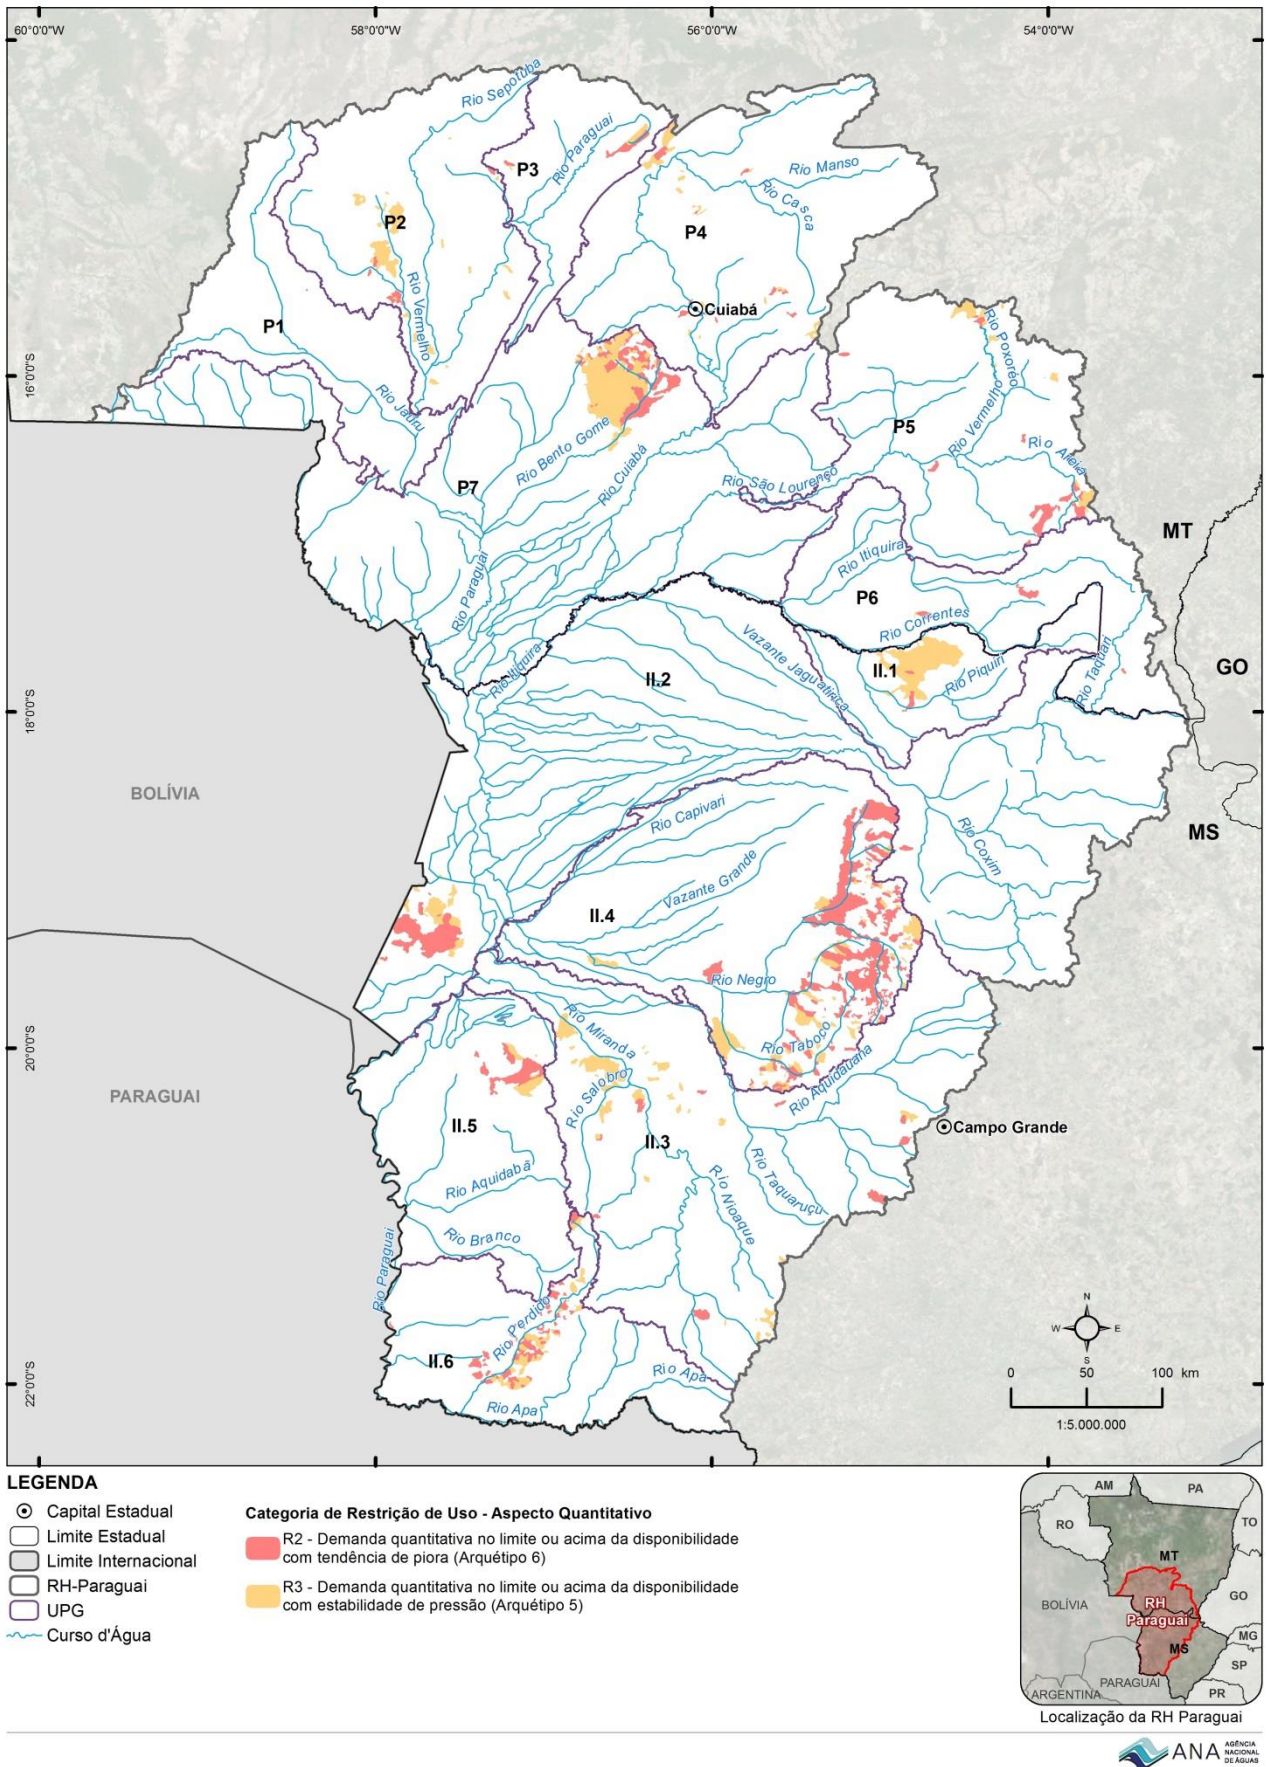 60°0'0"W
58°0'0"W
56°0'0"W
54°0'0"W
Rio Sepotuba
Rio Paraguai
P3
Rio Manso
Rio Casca
P2
P4
Rio Vermelho
Cuiabá
P1
Rio Poxoréo
16°0'0"S
Rio Jauru
Rio Vermelho
P5
Rio Areia
Rio Bento Gome
Rio Cuiabá
P7
Rio São Lourenço
MT
Rio Itiquira
Rio Paraguai
P6
Rio Correntes
Vazante Jaguatirica
Rio Itiquira
II.2
II.1
Rio Piquiri
Rio Taquari
GO
18°0'0"S
BOLÍVIA
Rio Capivari
Rio Coxim
MS
Vazante Grande
II.4
Rio Negro
Rio Miranda
Rio Taboco
20°0'0"S
Rio Salobro
Rio Aquidauana
PARAGUAI
II.5
II.3
Campo Grande
Rio Aquidabã
Rio Nioaque
Rio Taquaruçu
Rio Branco
Rio Paraguai
Rio Perdido
II.6
Rio Apa
Rio Apa
22°0'0"S
N
W
E
S
0 50 100 km
1:5.000.000
LEGENDA
Capital Estadual
Limite Estadual
Limite Internacional
RH-Paraguai
UPG
Curso d'Água
Categoria de Restrição de Uso - Aspecto Quantitativo
R2 - Demanda quantitativa no limite ou acima da disponibilidade
com tendência de piora (Arquétipo 6)
R3 - Demanda quantitativa no limite ou acima da disponibilidade
com estabilidade de pressão (Arquétipo 5)
AM
PA
RO
TO
MT
BOLÍVIA
RH
Paraguai
GO
MS
MG
SP
PARAGUAI
ARGENTINA
PR
Localização da RH Paraguai
ANA
AGÊNCIA
NACIONAL
DE ÁGUAS